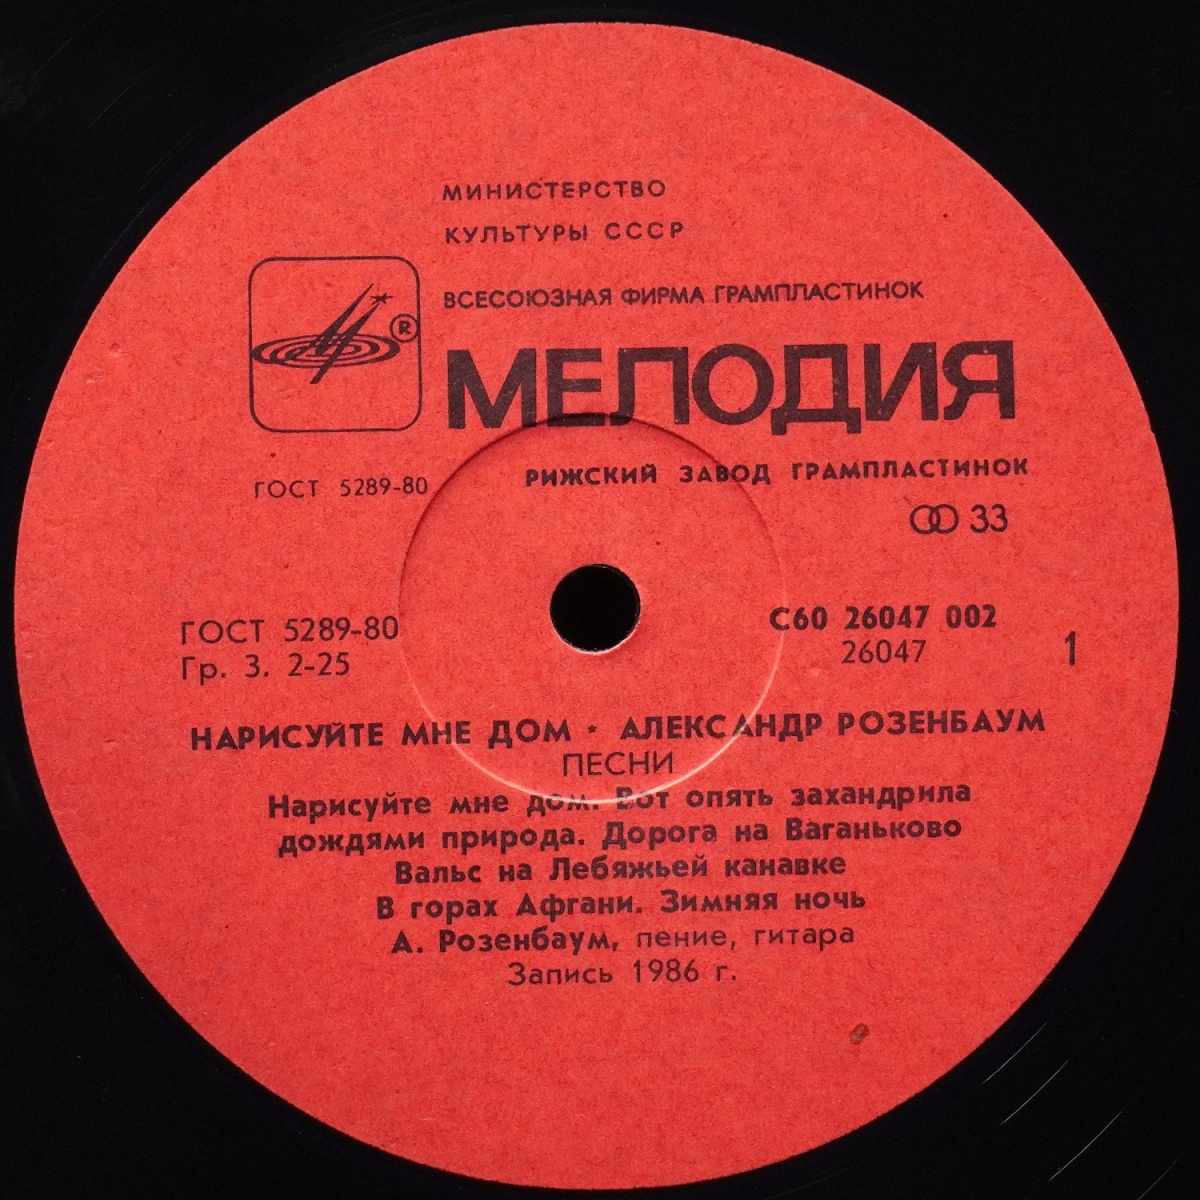 МИНИСТЕРСТВО
КУЛЬТУРЫ СССР
ВСЕСОЮЗНАЯ ФИРМА ГРАМПЛАСТИНОК
®
МЕЛОДИЯ
РИЖСКИЙ ЗАВОД ГРАМПЛАСТИНОК
ГОСТ 5289-80
33
ГОСТ 5289-80
С60 26047 002
Гр. 3. 2-25
26047
1
НАРИСУЙТЕ МНЕ ДОМ * АЛЕКСАНДР РОЗЕНБАУМ
ПЕСНИ
Нарисуйте мне дом. Вот опять захандрила
дождями природа. Дорога на Ваганьково
Вальс на Лебяжьей канавке
В горах Афгани. Зимняя ночь
А. Розенбаум, пение, гитара
Запись 1986 г.